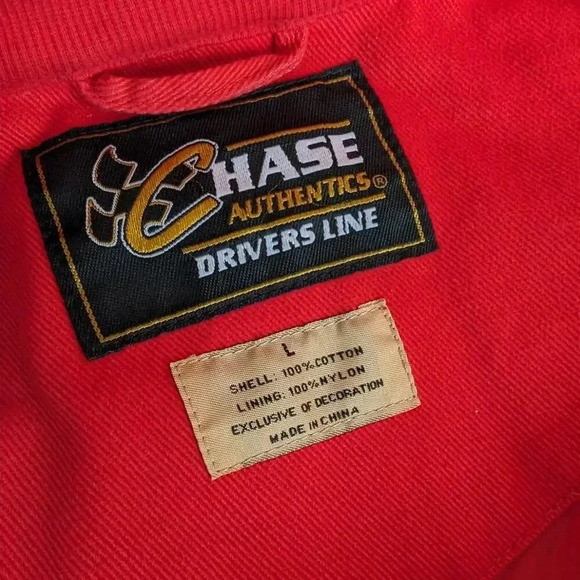 CHASE
AUTHENTICS®
DRIVERS LINE
L
SHELL: 100% COTTON
LINING: 100% NYLON
EXCLUSIVE OF DECORATION
MADE IN CHINA